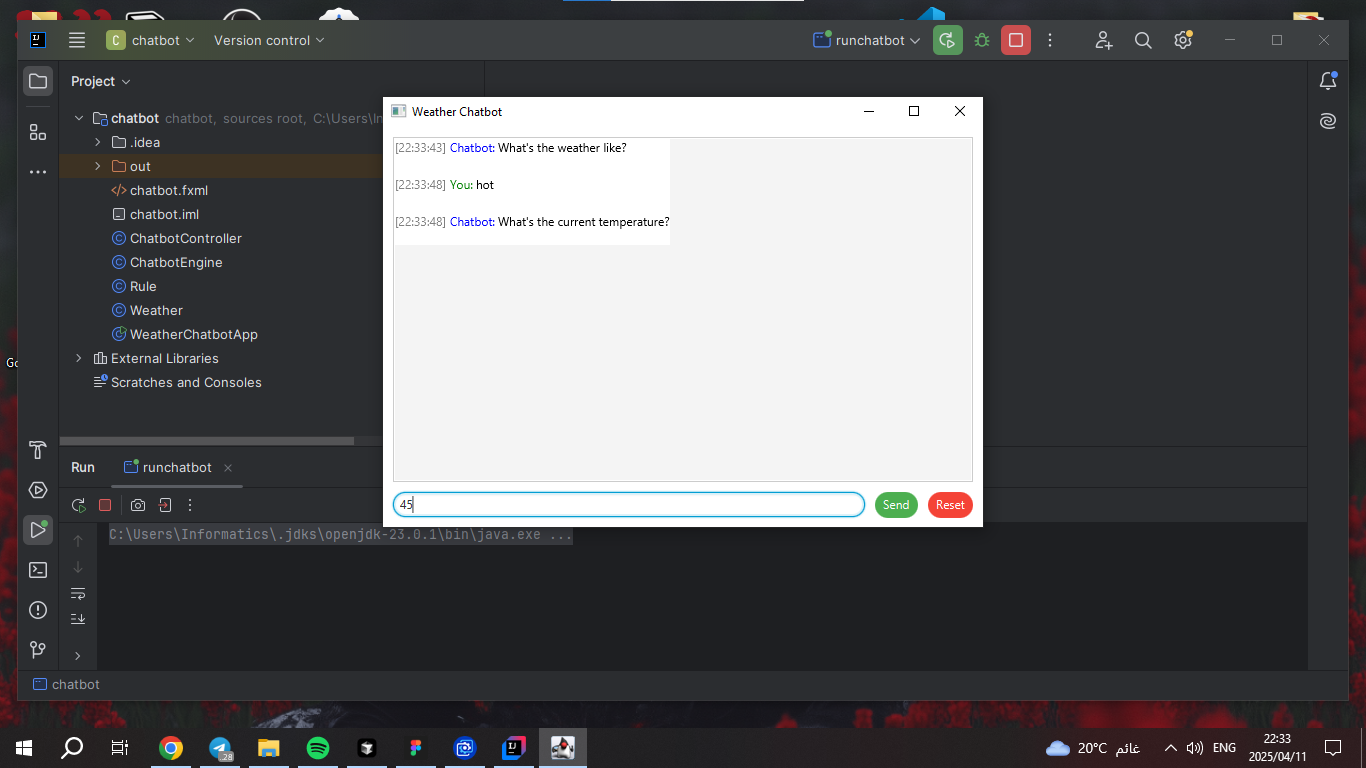 C chatbot Version control runchatbot
Project
chatbot chatbot, sources root, C:\Users\In
.idea
out
chatbot.fxml
chatbot.iml
ChatbotController
ChatbotEngine
Rule
Weather
WeatherChatbotApp
External Libraries
Scratches and Consoles
Go
Weather Chatbot
[22:33:43] Chatbot: What's the weather like?
[22:33:48] You: hot
[22:33:48] Chatbot: What's the current temperature?
45 Send Reset
Run runchatbot
C:\Users\Informatics\.jdks\openjdk-23.0.1\bin\java.exe ...
chatbot
28
20°C غائم ENG
22:33
2025/04/11